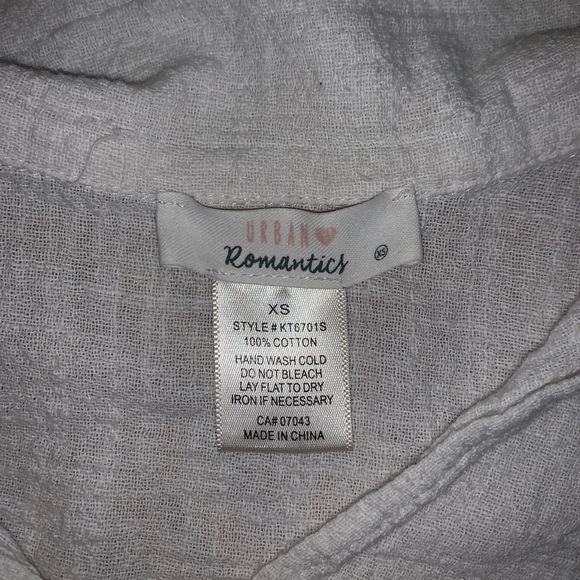 URBAN
Romantics
XS
XS
STYLE # KT6701S
100% COTTON
HAND WASH COLD
DO NOT BLEACH
LAY FLAT TO DRY
IRON IF NECESSARY
CA# 07043
MADE IN CHINA